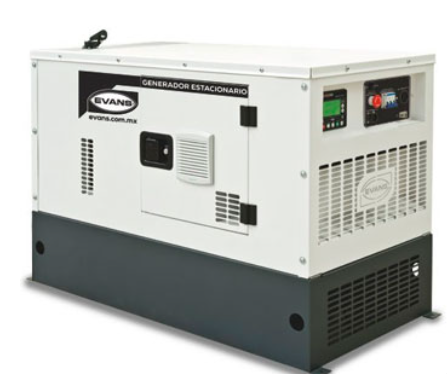 GENERADOR ESTACIONARIO
EVANS
evans.com.mx
EVANS